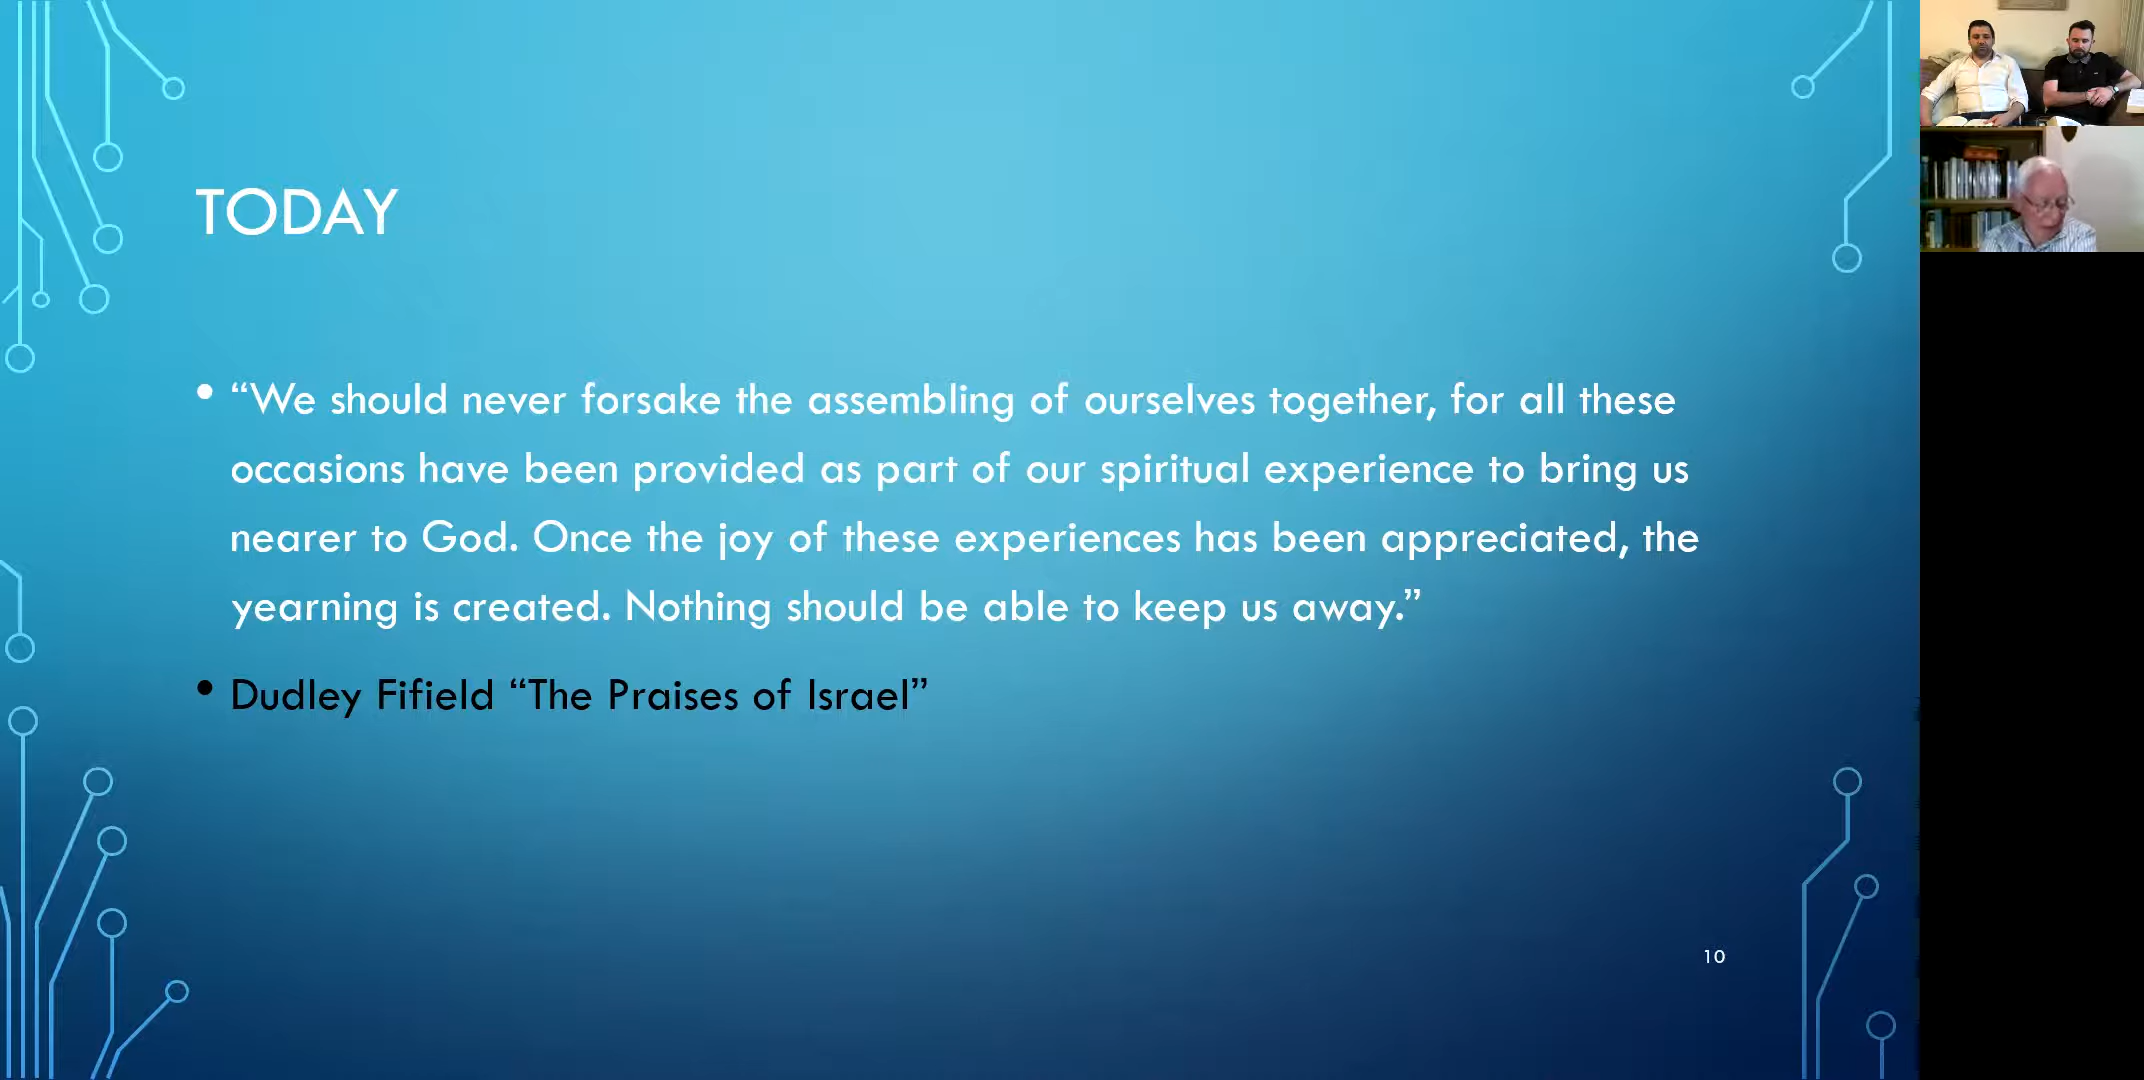 TODAY
• “We should never forsake the assembling of ourselves together, for all these
occasions have been provided as part of our spiritual experience to bring us
nearer to God. Once the joy of these experiences has been appreciated, the
yearning is created. Nothing should be able to keep us away.”
• Dudley Fifield “The Praises of Israel”
10